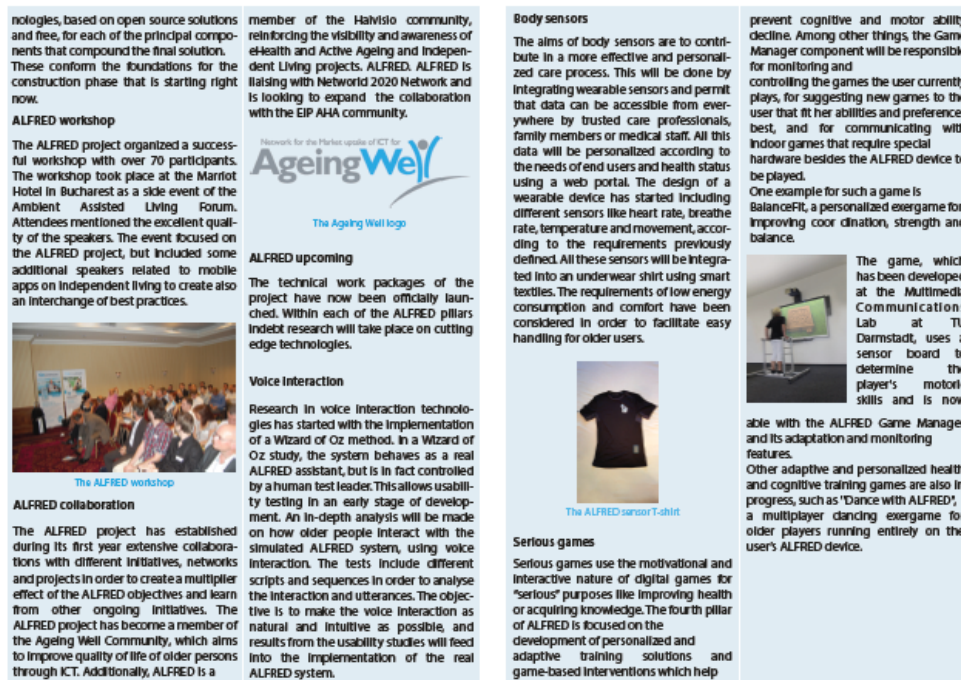 nologies, based on open source solutions
and free, for each of the principal compo-
nents that compound the final solution.
These conform the foundations for the
construction phase that is starting right
now.
ALFRED workshop
The ALFRED project organized a success-
ful workshop with over 70 participants.
The workshop took place at the Marriot
Hotel in Bucharest as a side event of the
Ambient Assisted Living Forum.
Attendees mentioned the excellent quali-
ty of the speakers. The event focused on
the ALFRED project, but included some
additional speakers related to mobile
apps on independent living to create also
an interchange of best practices.
The ALFRED workshop
ALFRED collaboration
The ALFRED project has established
during its first year extensive collabora-
tions with different initiatives, networks
and projects in order to create a multiplier
effect of the ALFRED objectives and learn
from other ongoing initiatives. The
ALFRED project has become a member of
the Ageing Well Community, which aims
to improve quality of life of older persons
through ICT. Additionally, ALFRED is a
member of the Haivisio community,
reinforcing the visibility and awareness of
eHealth and Active Ageing and Indepen-
dent Living projects. ALFRED. ALFRED is
liaising with Networld 2020 Network and
is looking to expand the collaboration
with the EIP AHA community.
Network for the Market uptake of ICT for
AgeingWell
The Ageing Well logo
ALFRED upcoming
The technical work packages of the
project have now been officially laun-
ched. Within each of the ALFRED pillars
indebt research will take place on cutting
edge technologies.
Voice Interaction
Research in voice interaction technolo-
gies has started with the implementation
of a Wizard of Oz method. In a Wizard of
Oz study, the system behaves as a real
ALFRED assistant, but is in fact controlled
by a human test leader. This allows usabili-
ty testing in an early stage of develop-
ment. An in-depth analysis will be made
on how older people interact with the
simulated ALFRED system, using voice
interaction. The tests include different
scripts and sequences in order to analyse
the interaction and utterances. The objec-
tive is to make the voice interaction as
natural and intuitive as possible, and
results from the usability studies will feed
into the implementation of the real
ALFRED system.
Body sensors
The aims of body sensors are to contri-
bute in a more effective and personali-
zed care process. This will be done by
integrating wearable sensors and permit
that data can be accessible from ever-
ywhere by trusted care professionals,
family members or medical staff. All this
data will be personalized according to
the needs of end users and health status
using a web portal. The design of a
wearable device has started including
different sensors like heart rate, breathe
rate, temperature and movement, accor-
ding to the requirements previously
defined. All these sensors will be integra-
ted into an underwear shirt using smart
textiles. The requirements of low energy
consumption and comfort have been
considered in order to facilitate easy
handling for older users.
The ALFRED sensor T-shirt
Serious games
Serious games use the motivational and
interactive nature of digital games for
"serious" purposes like improving health
or acquiring knowledge. The fourth pillar
of ALFRED is focused on the
development of personalized and
adaptive training solutions and
game-based interventions which help
prevent cognitive and motor ability
decline. Among other things, the Game
Manager component will be responsible
for monitoring and
controlling the games the user currently
plays, for suggesting new games to the
user that fit her abilities and preference
best, and for communicating with
indoor games that require special
hardware besides the ALFRED device to
be played.
One example for such a game is
BalanceFit, a personalized exergame for
improving coor dination, strength and
balance.
The game, which
has been developed
at the Multimedia
Communication
Lab at TU
Darmstadt, uses a
sensor board to
determine the
player's motoric
skills and is now
able with the ALFRED Game Manager
and its adaptation and monitoring
features.
Other adaptive and personalized health
and cognitive training games are also in
progress, such as "Dance with ALFRED",
a multiplayer dancing exergame for
older players running entirely on the
user's ALFRED device.